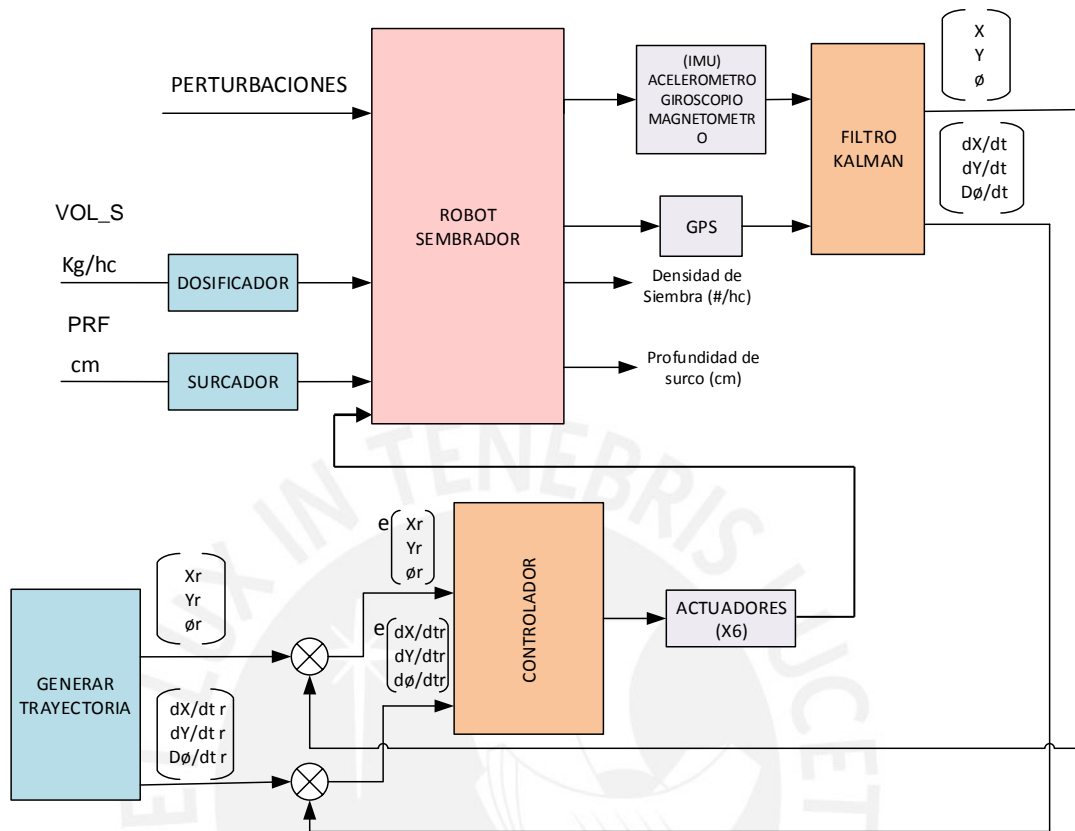 PERTURBACIONES
VOL_S
Kg/hc
DOSIFICADOR
PRF
cm
SURCADOR
ROBOT
SEMBRADOR
(IMU)
ACELEROMETRO
GIROSCOPIO
MAGNETOMETR
O
GPS
Densidad de
Siembra (#/hc)
Profundidad de
surco (cm)
FILTRO
KALMAN
X
Y
ø
dX/dt
dY/dt
Dø/dt
GENERAR
TRAYECTORIA
Xr
Yr
ør
dX/dt r
dY/dt r
Dø/dt r
e
Xr
Yr
ør
e
dX/dtr
dY/dtr
dø/dtr
CONTROLADOR
ACTUADORES
(X6)
ET LUX IN TENEBRIS LUCET